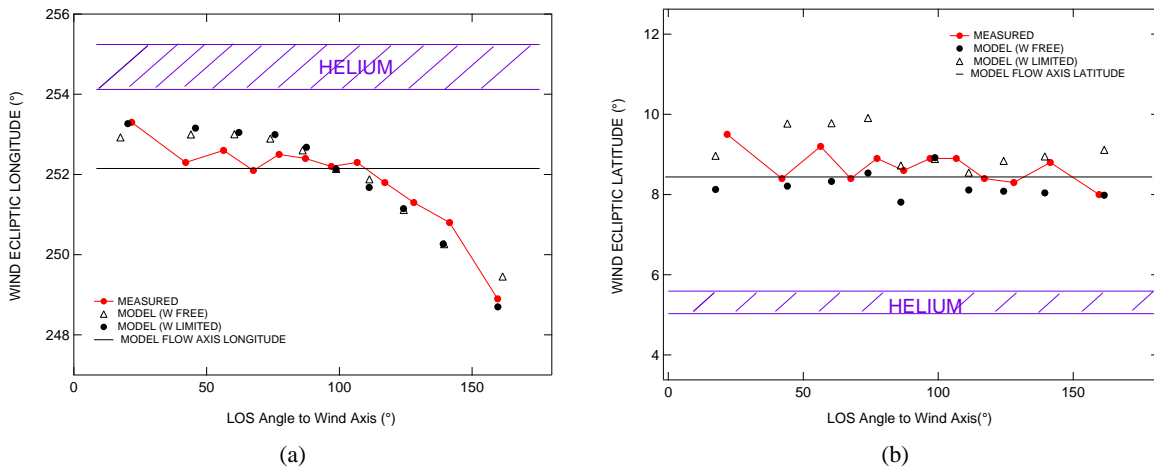 256
254
252
250
248
WIND ECLIPTIC LONGITUDE (°)
HELIUM
MEASURED
MODEL (W FREE)
MODEL (W LIMITED)
MODEL FLOW AXIS LONGITUDE
0
50
100
150
LOS Angle to Wind Axis (°)
(a)
12
10
8
6
4
WIND ECLIPTIC LATITUDE (°)
MEASURED
MODEL (W FREE)
MODEL (W LIMITED)
MODEL FLOW AXIS LATITUDE
HELIUM
0
50
100
150
LOS Angle to Wind Axis(°)
(b)